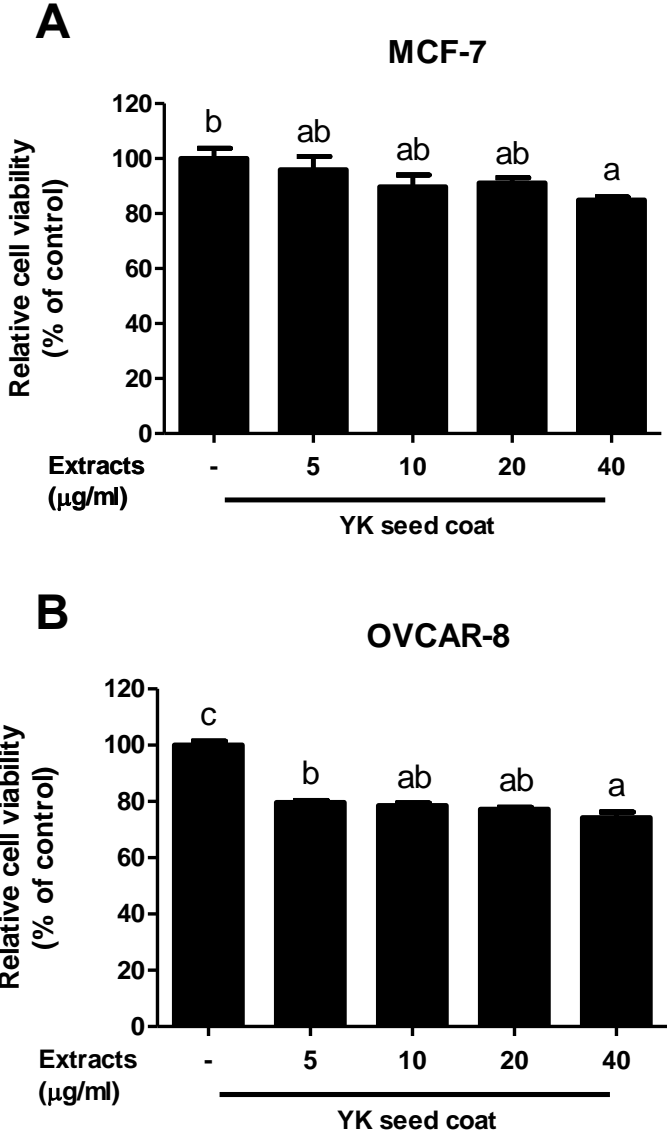 A
MCF-7
Relative cell viability
(% of control)
120
100
80
60
40
20
0
b
ab
ab
ab
a
Extracts
(μg/ml)
- 5 10 20 40
YK seed coat
B
OVCAR-8
Relative cell viability
(% of control)
120
100
80
60
40
20
0
c
b
ab
ab
a
Extracts
(μg/ml)
- 5 10 20 40
YK seed coat